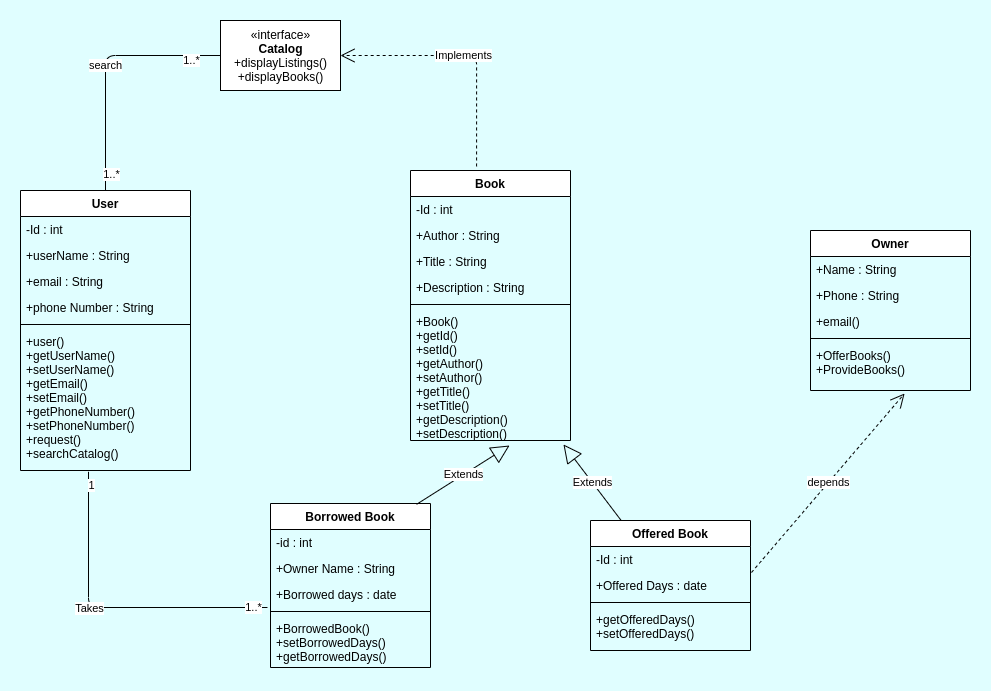 «interface»
Catalog
+displayListings()
+displayBooks()
Implements
search
1..*
1..*
User
-Id : int
+userName : String
+email : String
+phone Number : String
+user()
+getUserName()
+setUserName()
+getEmail()
+setEmail()
+getPhoneNumber()
+setPhoneNumber()
+request()
+searchCatalog()
Book
-Id : int
+Author : String
+Title : String
+Description : String
+Book()
+getId()
+setId()
+getAuthor()
+setAuthor()
+getTitle()
+setTitle()
+getDescription()
+setDescription()
Owner
+Name : String
+Phone : String
+email()
+OfferBooks()
+ProvideBooks()
Extends
Extends
depends
1
Takes
1..*
Borrowed Book
-id : int
+Owner Name : String
+Borrowed days : date
+BorrowedBook()
+setBorrowedDays()
+getBorrowedDays()
Offered Book
-Id : int
+Offered Days : date
+getOfferedDays()
+setOfferedDays()